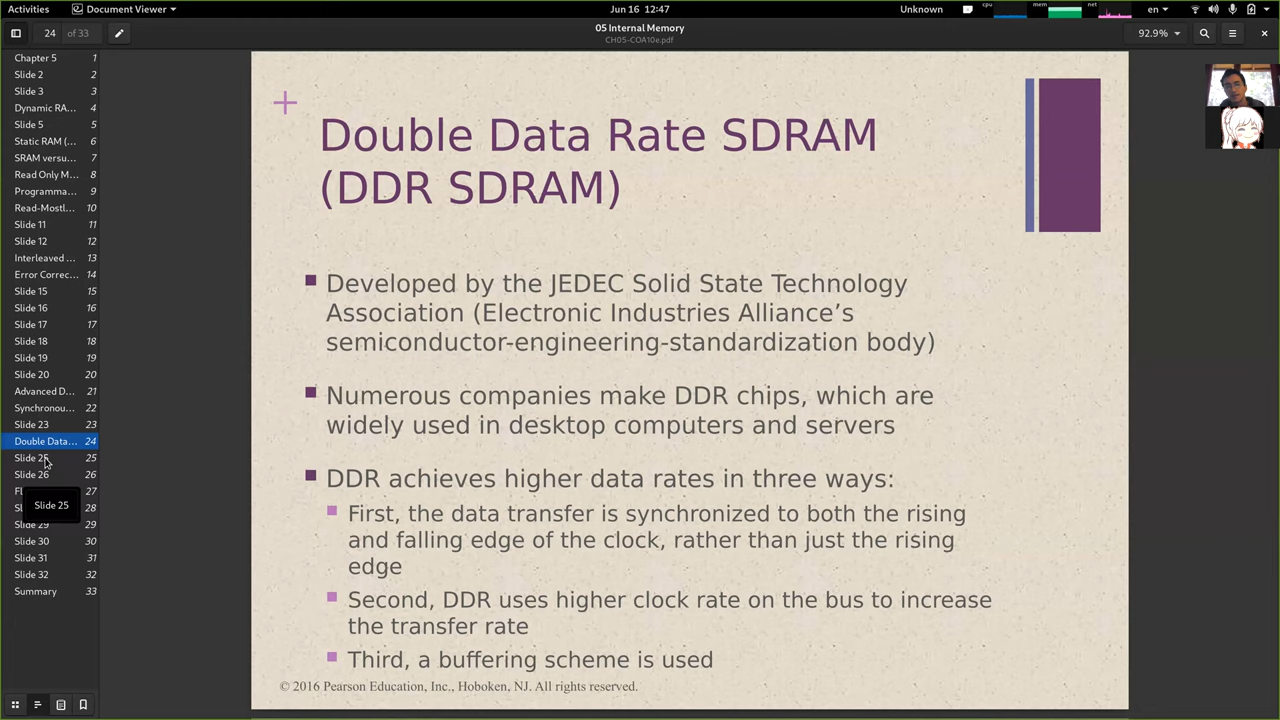 Activities
Document Viewer
Jun 16 12:47
Unknown
cpu
mem
net
en
24 of 33
05 Internal Memory
CH05-COA10e.pdf
92.9%
Chapter 5 1
Slide 2 2
Slide 3 3
Dynamic RA... 4
Slide 5 5
Static RAM (... 6
SRAM versu... 7
Read Only M... 8
Programma... 9
Read-Mostl... 10
Slide 11 11
Slide 12 12
Interleaved ... 13
Error Correc... 14
Slide 15 15
Slide 16 16
Slide 17 17
Slide 18 18
Slide 19 19
Slide 20 20
Advanced D... 21
Synchronou... 22
Slide 23 23
Double Data... 24
Slide 25 25
Slide 26 26
27
28
Slide 25
Slide 29 29
Slide 30 30
Slide 31 31
Slide 32 32
Summary 33
+
Double Data Rate SDRAM
(DDR SDRAM)
Developed by the JEDEC Solid State Technology
Association (Electronic Industries Alliance’s
semiconductor-engineering-standardization body)
Numerous companies make DDR chips, which are
widely used in desktop computers and servers
DDR achieves higher data rates in three ways:
First, the data transfer is synchronized to both the rising
and falling edge of the clock, rather than just the rising
edge
Second, DDR uses higher clock rate on the bus to increase
the transfer rate
Third, a buffering scheme is used
© 2016 Pearson Education, Inc., Hoboken, NJ. All rights reserved.